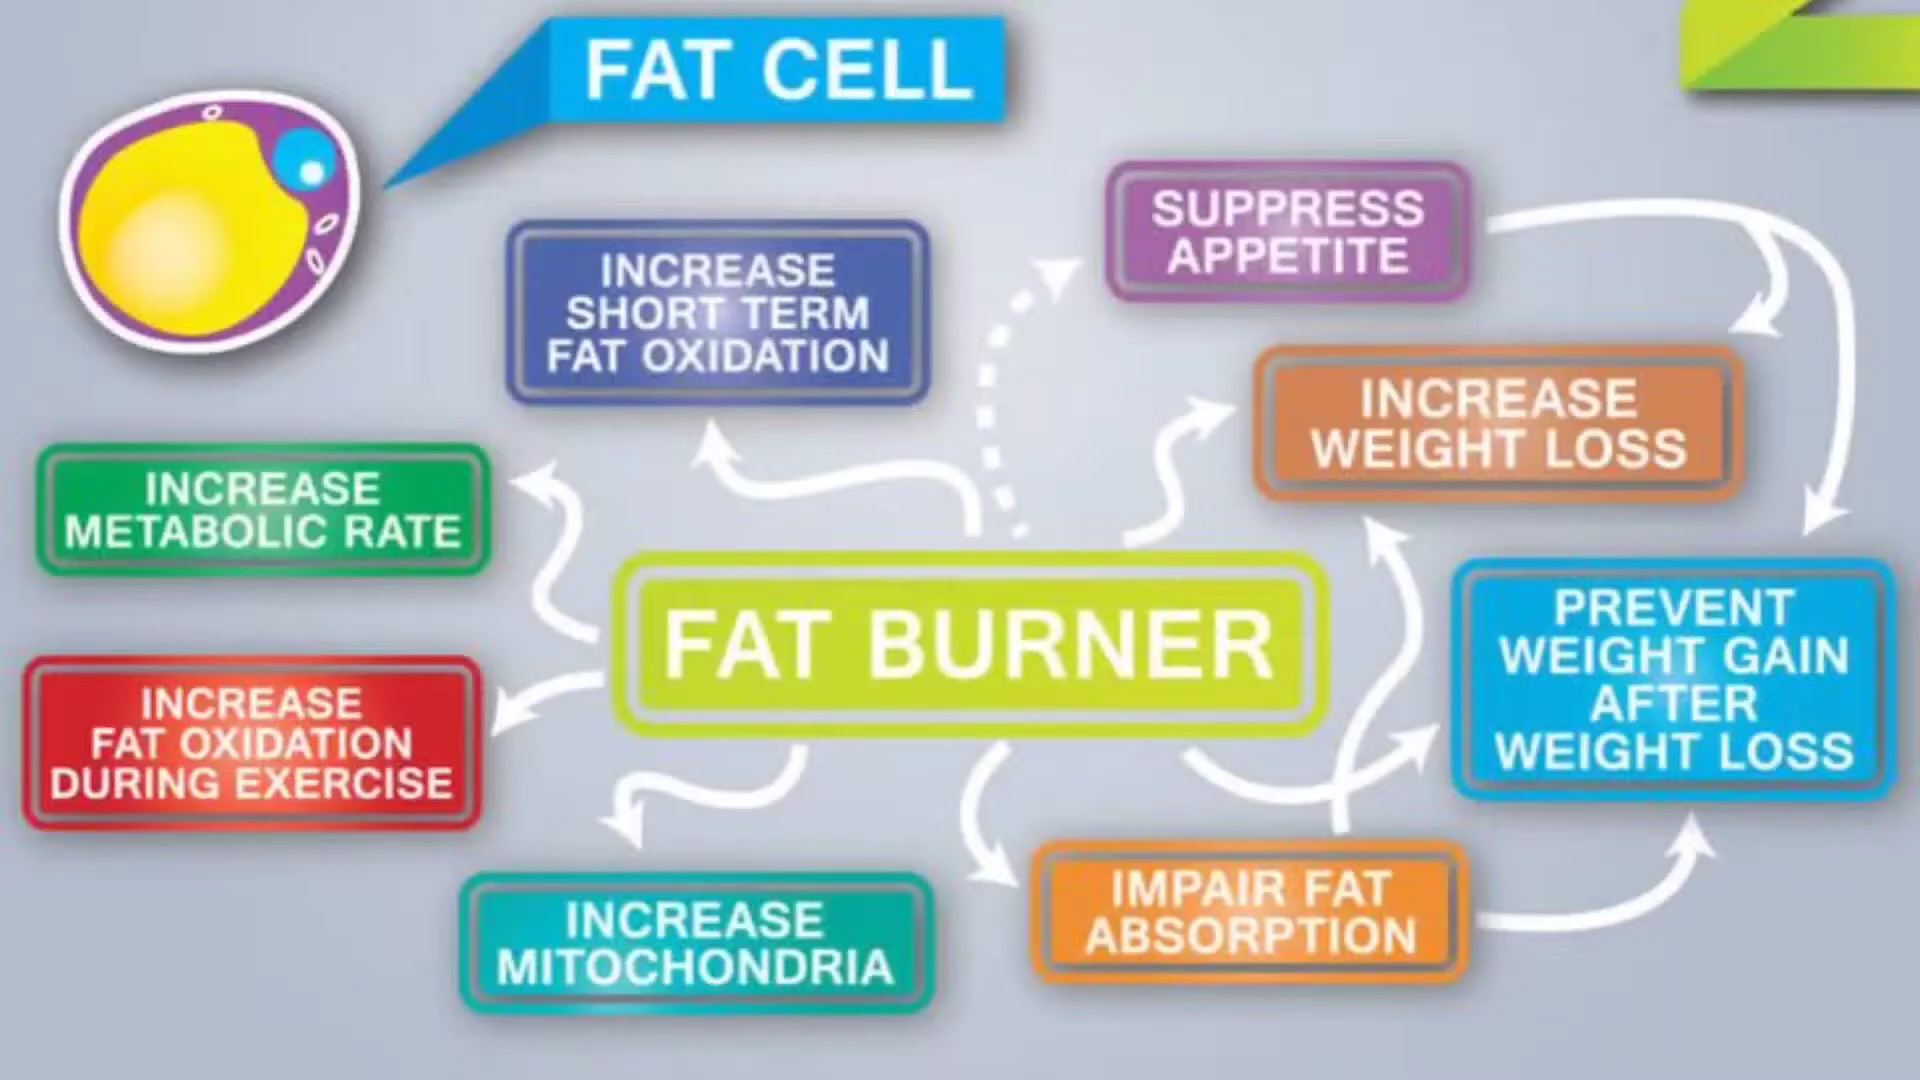 FAT CELL
SUPPRESS
APPETITE
INCREASE
SHORT TERM
FAT OXIDATION
INCREASE
WEIGHT LOSS
INCREASE
METABOLIC RATE
FAT BURNER
PREVENT
WEIGHT GAIN
AFTER
WEIGHT LOSS
INCREASE
FAT OXIDATION
DURING EXERCISE
INCREASE
MITOCHONDRIA
IMPAIR FAT
ABSORPTION